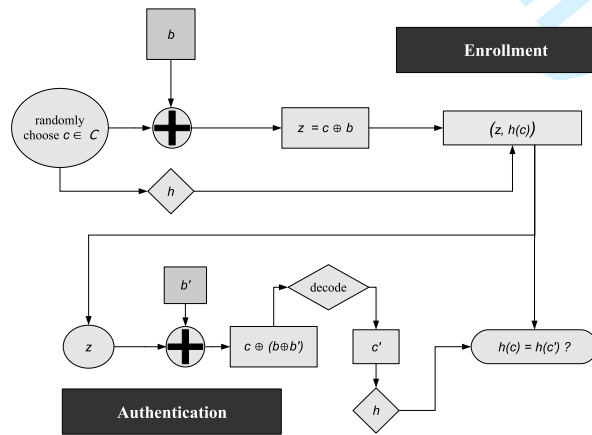 b
Enrollment
randomly
choose c ∈ C
z = c ⊕ b
(z, h(c))
h
b'
decode
z
c ⊕ (b⊕b')
c'
h(c) = h(c') ?
h
Authentication